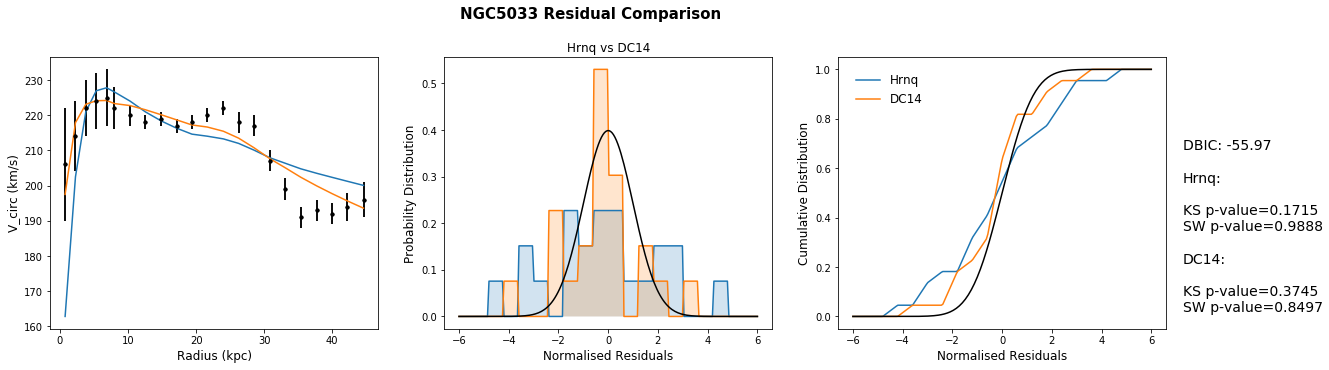 NGC5033 Residual Comparison
Hrnq vs DC14
230
220
210
200
190
180
170
160
0
10
20
30
40
V_circ (km/s)
Radius (kpc)
0.5
0.4
0.3
0.2
0.1
0.0
−6
−4
−2
0
2
4
6
Probability Distribution
Normalised Residuals
1.0
0.8
0.6
0.4
0.2
0.0
−6
−4
−2
0
2
4
6
Cumulative Distribution
Normalised Residuals
Hrnq
DC14
DBIC: -55.97
Hrnq:
KS p-value=0.1715
SW p-value=0.9888
DC14:
KS p-value=0.3745
SW p-value=0.8497